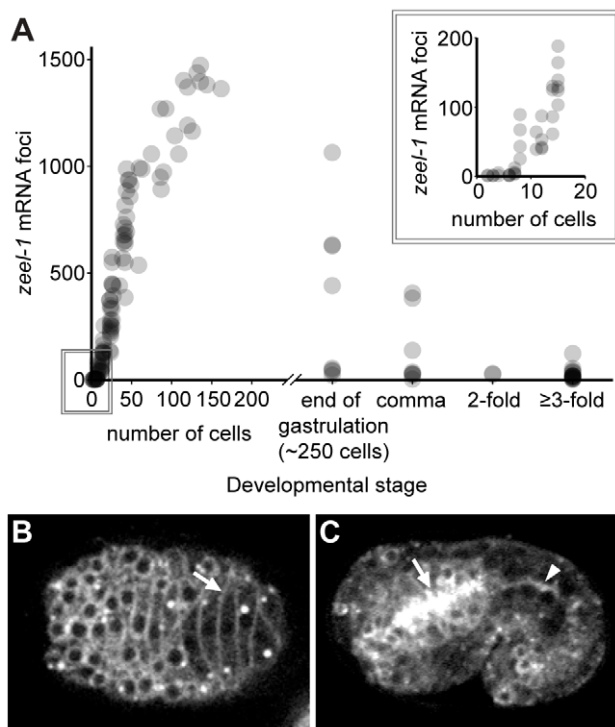 A
zeel-1 mRNA foci
1500
1000
500
0
0 50 100 150 200
number of cells
end of
gastrulation
(~250 cells)
comma
2-fold
≥3-fold
Developmental stage
zeel-1 mRNA foci
200
100
0
0 10 20
number of cells
B
C